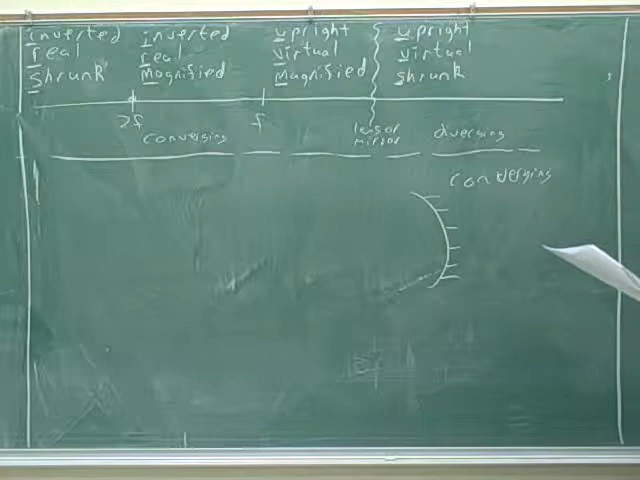 inverted inverted upright upright
real real virtual virtual
shrunk magnified magnified shrunk
2f f
converging lens or mirror diverging
converging